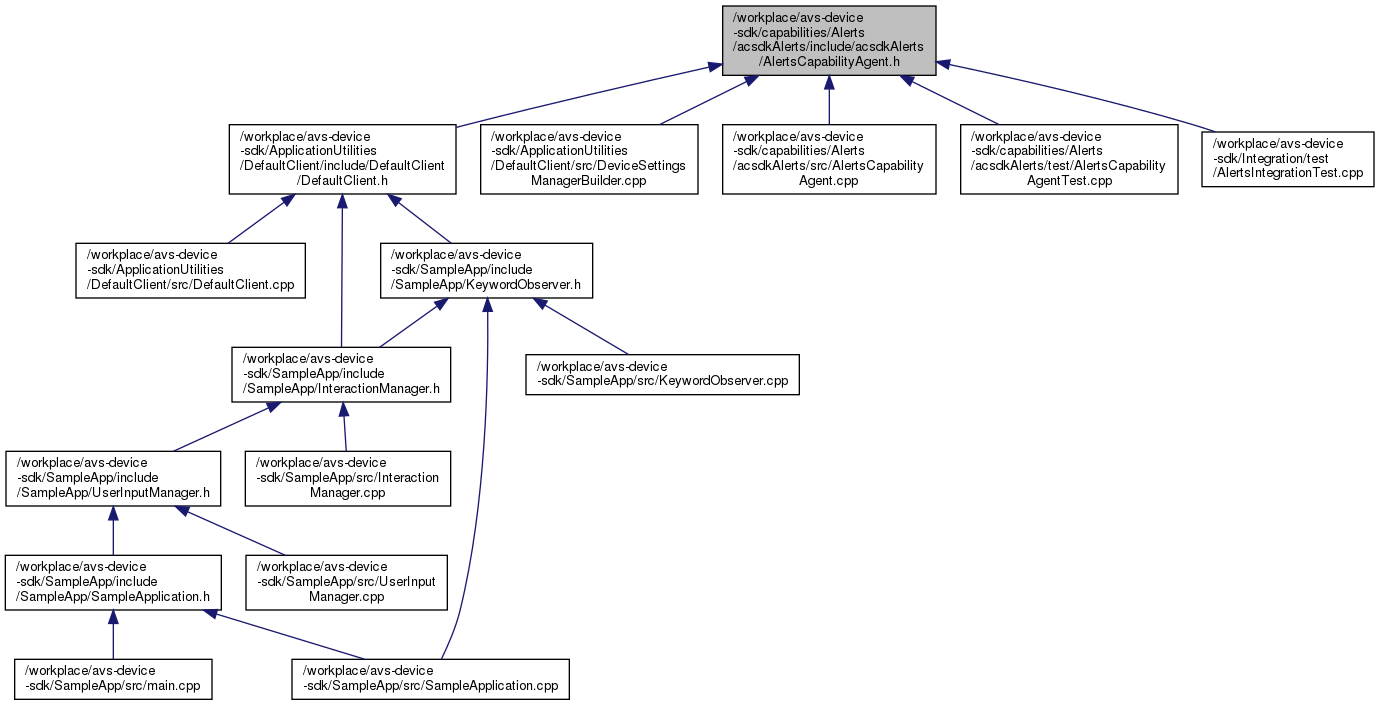 /workplace/avs-device
-sdk/capabilities/Alerts
/acsdkAlerts/include/acsdkAlerts
/AlertsCapabilityAgent.h
/workplace/avs-device
-sdk/ApplicationUtilities
/DefaultClient/include/DefaultClient
/DefaultClient.h
/workplace/avs-device
-sdk/ApplicationUtilities
/DefaultClient/src/DeviceSettings
ManagerBuilder.cpp
/workplace/avs-device
-sdk/capabilities/Alerts
/acsdkAlerts/src/AlertsCapability
Agent.cpp
/workplace/avs-device
-sdk/capabilities/Alerts
/acsdkAlerts/test/AlertsCapability
AgentTest.cpp
/workplace/avs-device
-sdk/Integration/test
/AlertsIntegrationTest.cpp
/workplace/avs-device
-sdk/ApplicationUtilities
/DefaultClient/src/DefaultClient.cpp
/workplace/avs-device
-sdk/SampleApp/include
/SampleApp/KeywordObserver.h
/workplace/avs-device
-sdk/SampleApp/include
/SampleApp/InteractionManager.h
/workplace/avs-device
-sdk/SampleApp/src/KeywordObserver.cpp
/workplace/avs-device
-sdk/SampleApp/include
/SampleApp/UserInputManager.h
/workplace/avs-device
-sdk/SampleApp/src/Interaction
Manager.cpp
/workplace/avs-device
-sdk/SampleApp/include
/SampleApp/SampleApplication.h
/workplace/avs-device
-sdk/SampleApp/src/UserInput
Manager.cpp
/workplace/avs-device
-sdk/SampleApp/src/main.cpp
/workplace/avs-device
-sdk/SampleApp/src/SampleApplication.cpp